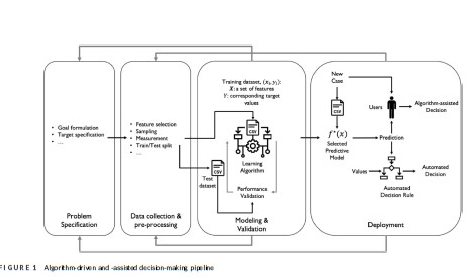 Goal formulation
Target specification
...
Problem
Specification
Feature selection
Sampling
Measurement
Train/Test split
...
Data collection &
pre-processing
Training dataset, (xᵢ, yᵢ):
X: a set of features
Y: corresponding target
values
CSV
Learning
Algorithm
CSV
Test
dataset
Performance
Validation
Modeling &
Validation
New
Case
CSV
f*(x)
Selected
Predictive
Model
Users
Algorithm-assisted
Decision
Prediction
Values
Automated
Decision
Automated
Decision Rule
Deployment
FIGURE 1 Algorithm-driven and -assisted decision-making pipeline